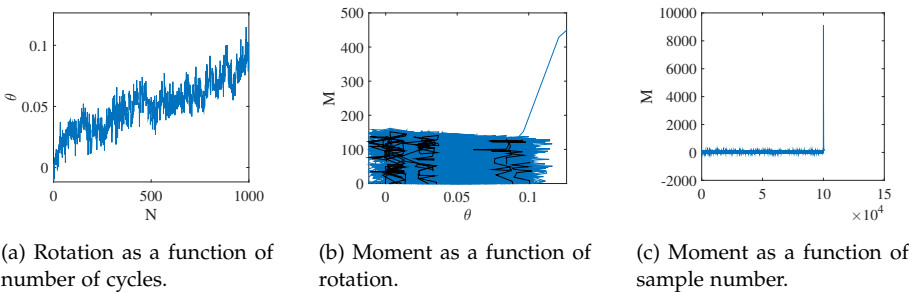 0.1
0.05
0
θ
0
500
1000
N
500
400
300
200
100
0
M
0
0.05
0.1
θ
10000
8000
6000
4000
2000
0
-2000
M
0
5
10
15
×10⁴
(a) Rotation as a function of
number of cycles.
(b) Moment as a function of
rotation.
(c) Moment as a function of
sample number.